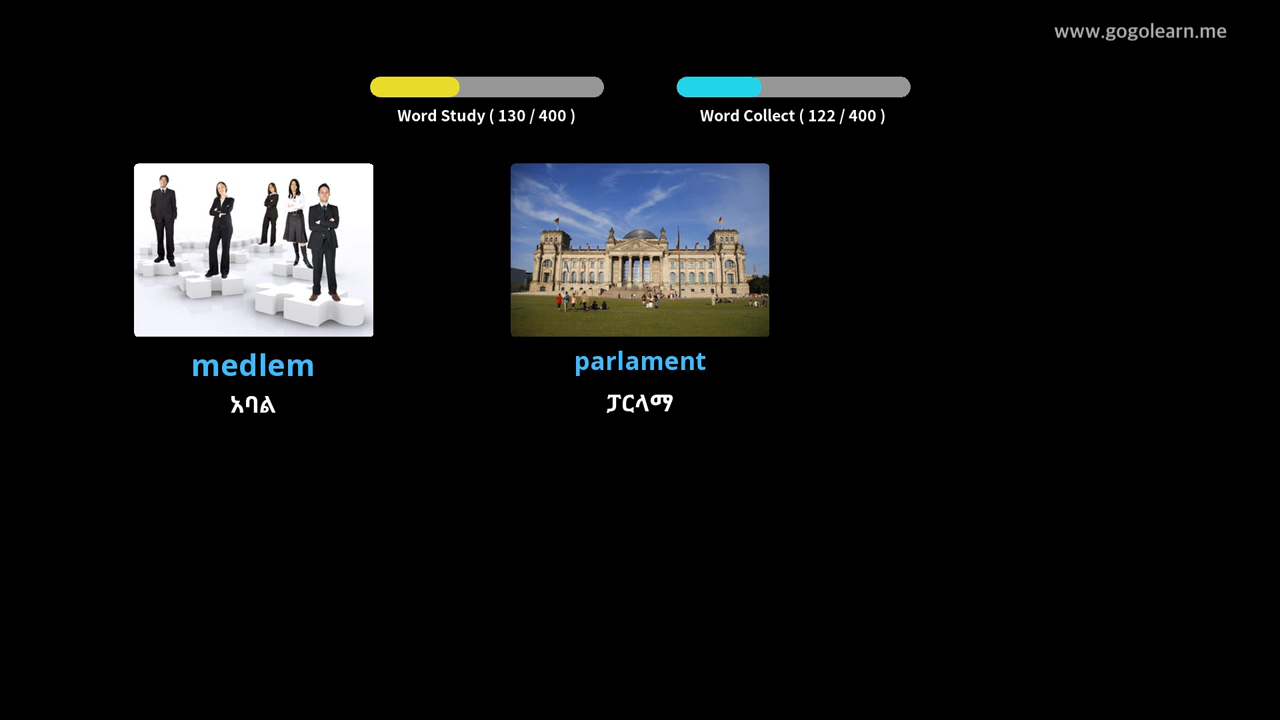 www.gogolearn.me
Word Study ( 130 / 400 )
Word Collect ( 122 / 400 )
medlem
አባል
parlament
ፓርላማ